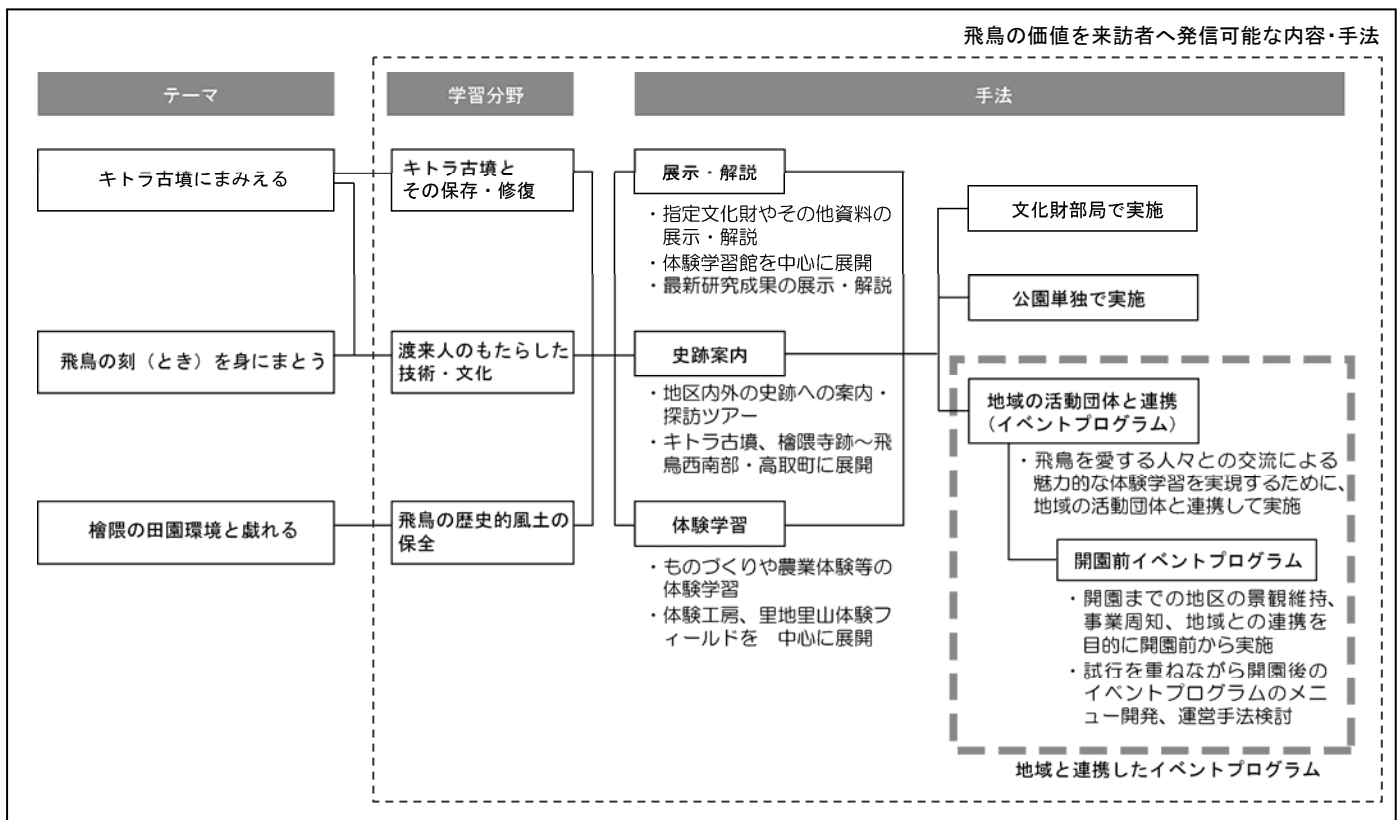 飛鳥の価値を来訪者へ発信可能な内容・手法
テーマ
学習分野
手法
キトラ古墳にまみえる
飛鳥の刻（とき）を身にまとう
檜隈の田園環境と戯れる
キトラ古墳と
その保存・修復
渡来人のもたらした
技術・文化
飛鳥の歴史的風土の
保全
展示・解説
・指定文化財やその他資料の
展示・解説
・体験学習館を中心に展開
・最新研究成果の展示・解説
史跡案内
・地区内外の史跡への案内・
探訪ツアー
・キトラ古墳、檜隈寺跡～飛
鳥西南部・高取町に展開
体験学習
・ものづくりや農業体験等の
体験学習
・体験工房、里地里山体験フ
ィールドを　中心に展開
文化財部局で実施
公園単独で実施
地域の活動団体と連携
（イベントプログラム）
・飛鳥を愛する人々との交流による
魅力的な体験学習を実現するために、
地域の活動団体と連携して実施
開園前イベントプログラム
・開園までの地区の景観維持、
事業周知、地域との連携を
目的に開園前から実施
・試行を重ねながら開園後の
イベントプログラムのメニ
ュー開発、運営手法検討
地域と連携したイベントプログラム